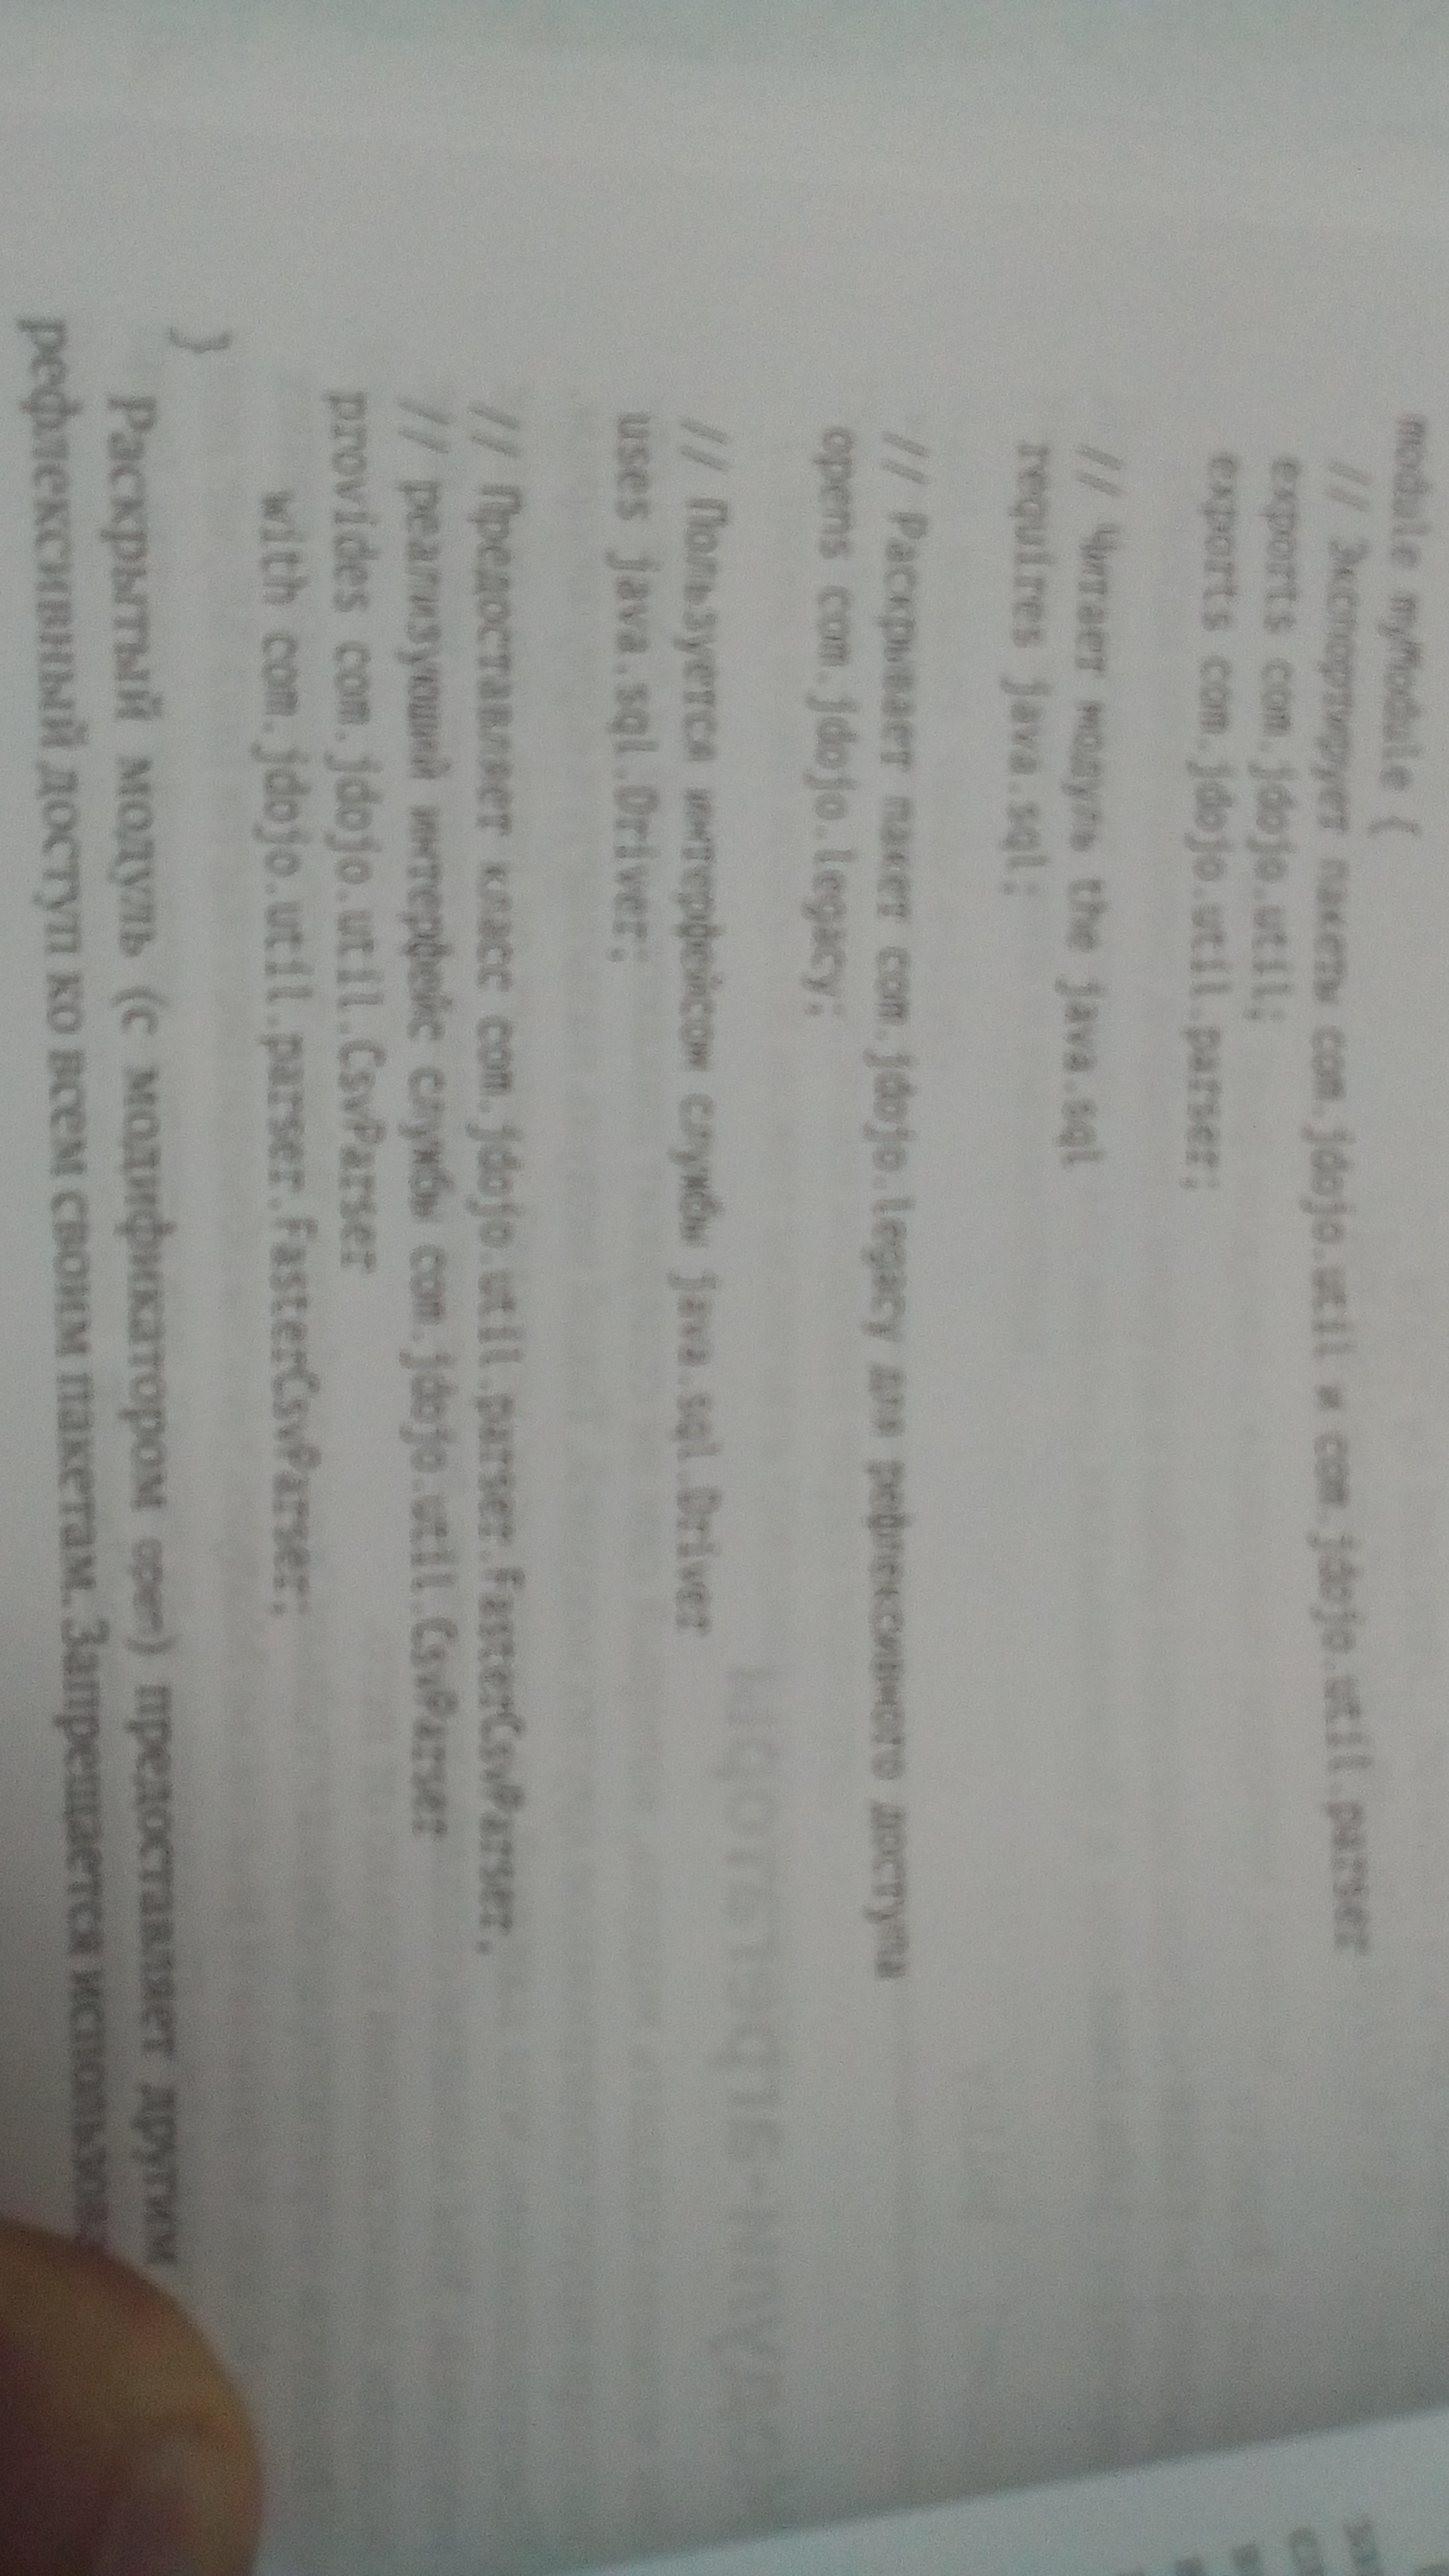 module myModule {
// Экспортирует пакеты com.jdojo.util и com.jdojo.util.parser
exports com.jdojo.util;
exports com.jdojo.util.parser;
// Читает модуль the java.sql
requires java.sql;
// Раскрывает пакет com.jdojo.legacy для рефлексивного доступа
opens com.jdojo.legacy;
// Пользуется интерфейсом службы java.sql.Driver
uses java.sql.Driver;
// Предоставляет класс com.jdojo.util.parser.FasterCsvParser,
// реализующий интерфейс службы com.jdojo.util.CsvParser
provides com.jdojo.util.CsvParser
with com.jdojo.util.parser.FasterCsvParser;
}
Раскрытый модуль (с модификатором open) предоставляет другим
рефлексивный доступ ко всем своим пакетам. Запрещается